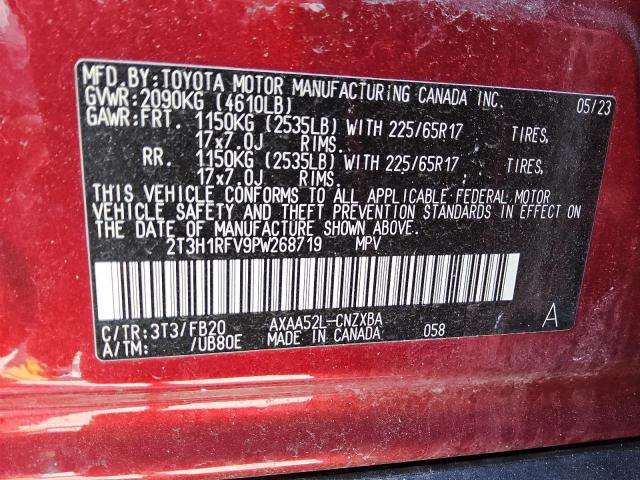 MFD. BY: TOYOTA MOTOR MANUFACTURING CANADA INC. 05/23
GVWR: 2090KG (4610LB)
GAWR: FRT. 1150KG (2535LB) WITH 225/65R17 TIRES,
17x7.0J RIMS.
RR. 1150KG (2535LB) WITH 225/65R17 TIRES,
17x7.0J RIMS.
THIS VEHICLE CONFORMS TO ALL APPLICABLE FEDERAL MOTOR
VEHICLE SAFETY AND THEFT PREVENTION STANDARDS IN EFFECT ON
THE DATE OF MANUFACTURE SHOWN ABOVE.
2T3H1RFV9PW268719 MPV
C/TR: 3T3/FB20 AXAA52L-CNZXBA A
A/TM: /UB80E MADE IN CANADA 058